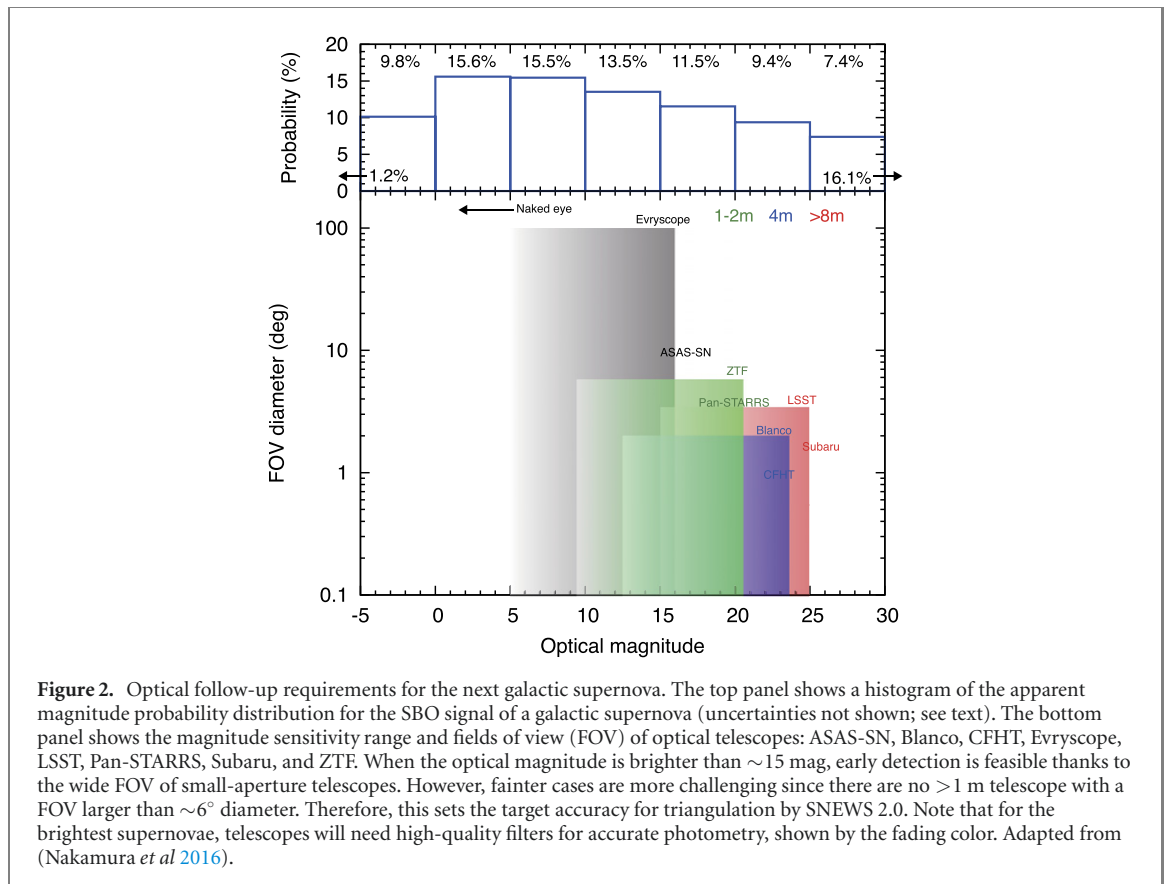 20
15
10
5
0
Probability (%)
9.8%
15.6%
15.5%
13.5%
11.5%
9.4%
7.4%
1.2%
16.1%
Naked eye
Evryscope
1-2m 4m >8m
100
10
1
0.1
FOV diameter (deg)
ASAS-SN
ZTF
Pan-STARRS
LSST
Blanco
Subaru
CFHT
-5 0 5 10 15 20 25 30
Optical magnitude
Figure 2. Optical follow-up requirements for the next galactic supernova. The top panel shows a histogram of the apparent
magnitude probability distribution for the SBO signal of a galactic supernova (uncertainties not shown; see text). The bottom
panel shows the magnitude sensitivity range and fields of view (FOV) of optical telescopes: ASAS-SN, Blanco, CFHT, Evryscope,
LSST, Pan-STARRS, Subaru, and ZTF. When the optical magnitude is brighter than ∼15 mag, early detection is feasible thanks to
the wide FOV of small-aperture telescopes. However, fainter cases are more challenging since there are no >1 m telescope with a
FOV larger than ∼6° diameter. Therefore, this sets the target accuracy for triangulation by SNEWS 2.0. Note that for the
brightest supernovae, telescopes will need high-quality filters for accurate photometry, shown by the fading color. Adapted from
(Nakamura et al 2016).